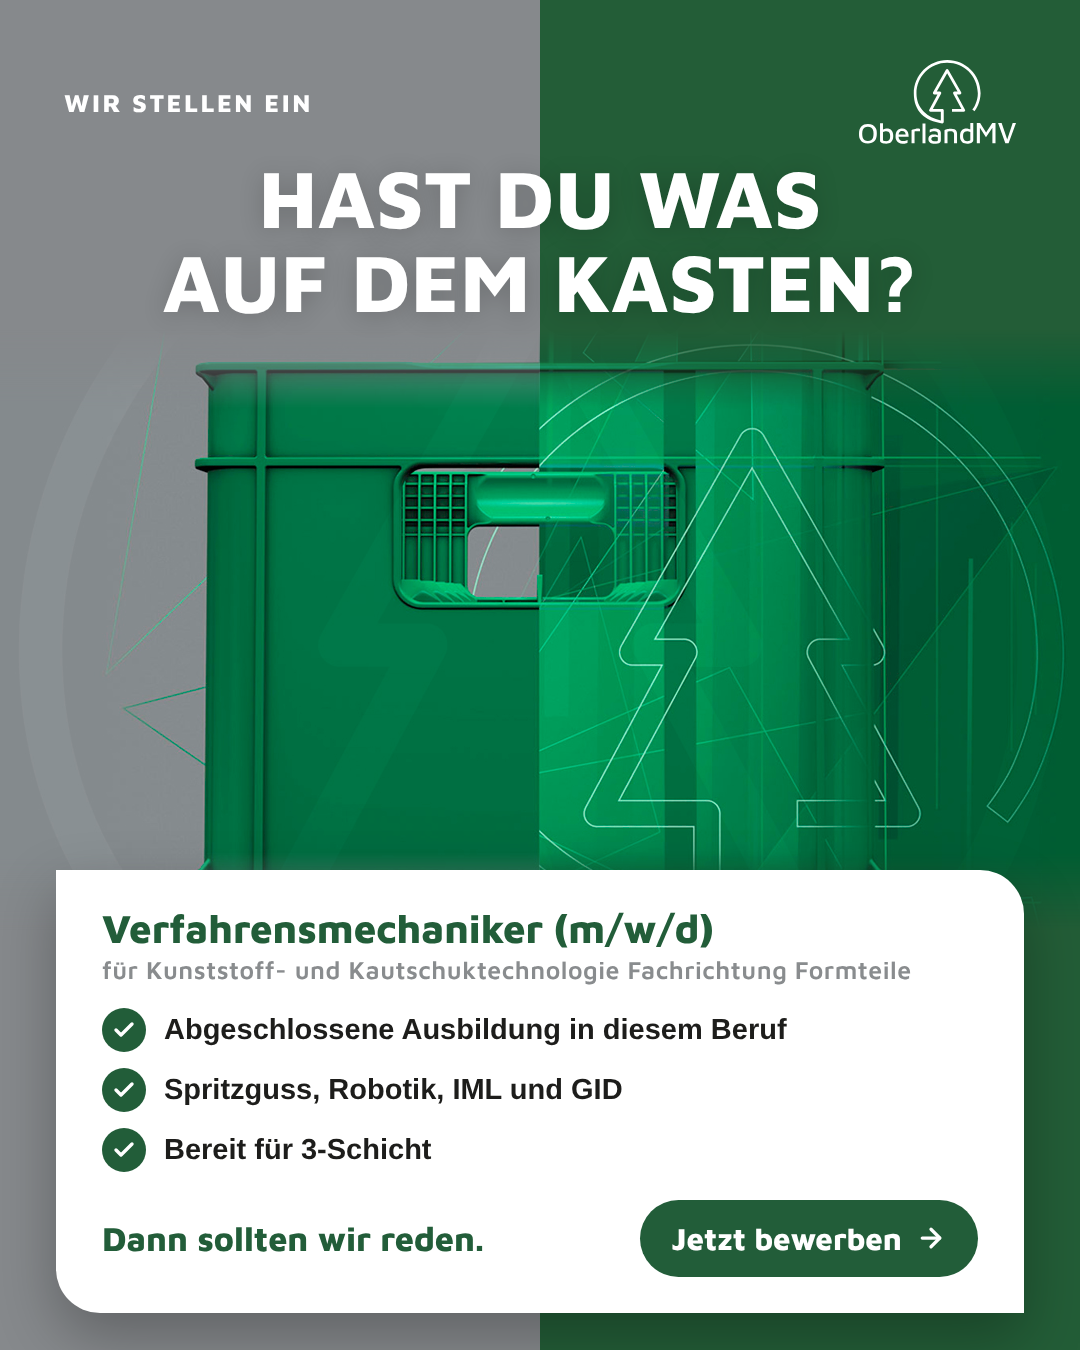 WIR STELLEN EIN
OberlandMV
HAST DU WAS
AUF DEM KASTEN?
Verfahrensmechaniker (m/w/d)
für Kunststoff- und Kautschuktechnologie Fachrichtung Formteile
Abgeschlossene Ausbildung in diesem Beruf
Spritzguss, Robotik, IML und GID
Bereit für 3-Schicht
Dann sollten wir reden.
Jetzt bewerben →